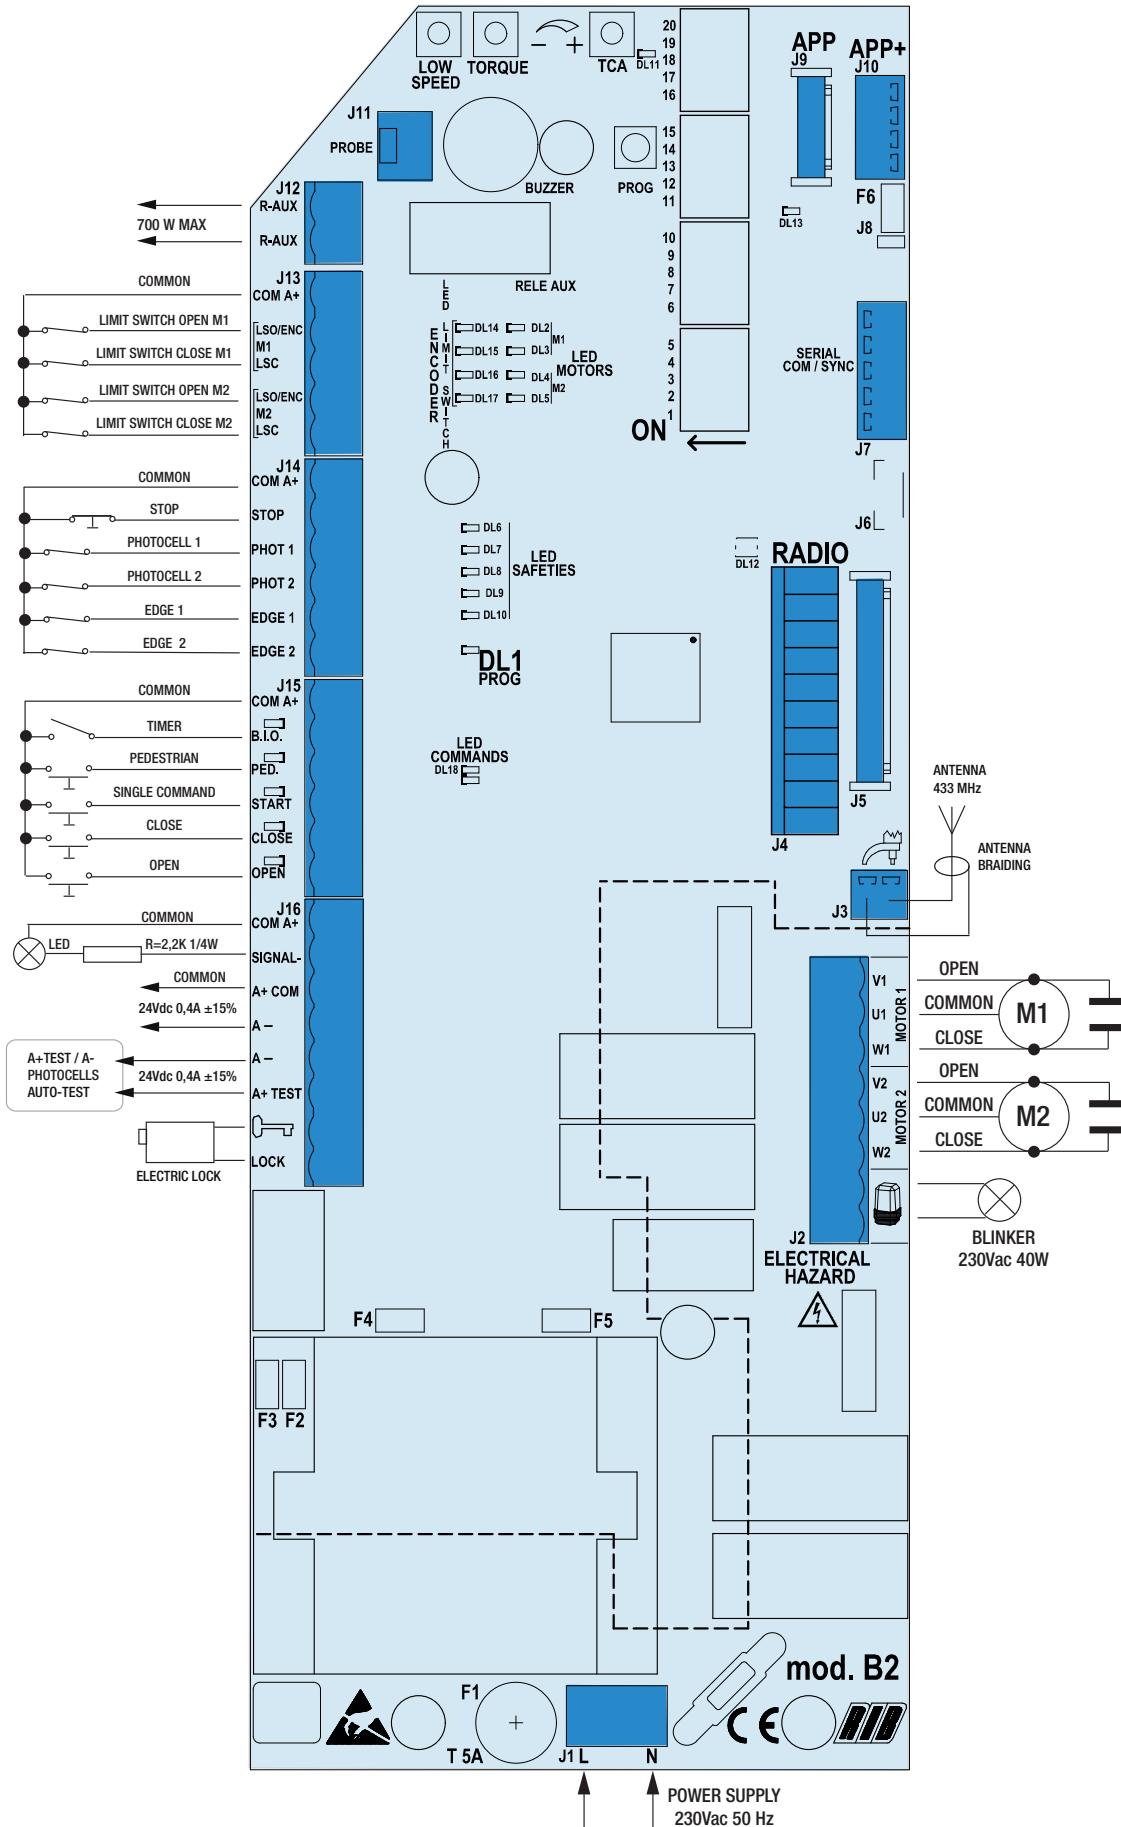 LOW
SPEED
TORQUE
− +
TCA
DL11
20
19
18
17
16
APP
J9
APP+
J10
J11
PROBE
BUZZER
PROG
15
14
13
12
11
DL13
F6
J8
J12
R-AUX
700 W MAX
R-AUX
RELE AUX
10
9
8
7
6
COMMON
J13
COM A+
LIMIT SWITCH OPEN M1
LSO/ENC
M1
LIMIT SWITCH CLOSE M1
LSC
LIMIT SWITCH OPEN M2
LSO/ENC
M2
LIMIT SWITCH CLOSE M2
LSC
LED
LIMIT SWITCH
ENCODER
DL14
DL2
DL15
DL3
M1
DL16
DL4
DL17
DL5
M2
LED
MOTORS
5
4
3
2
1
ON
SERIAL
COM / SYNC
J7
J6
COMMON
J14
COM A+
STOP
STOP
PHOTOCELL 1
PHOT 1
PHOTOCELL 2
PHOT 2
EDGE 1
EDGE 1
EDGE 2
EDGE 2
DL6
DL7
DL8
DL9
DL10
LED
SAFETIES
DL1
PROG
DL12
RADIO
COMMON
J15
COM A+
TIMER
B.I.O.
PEDESTRIAN
PED.
SINGLE COMMAND
START
CLOSE
CLOSE
OPEN
OPEN
LED
COMMANDS
DL18
J4
J5
ANTENNA
433 MHz
ANTENNA
BRAIDING
J3
COMMON
J16
COM A+
LED
R=2,2K 1/4W
SIGNAL-
COMMON
A+ COM
24Vdc 0,4A ±15%
A –
A –
A+TEST / A-
PHOTOCELLS
AUTO-TEST
24Vdc 0,4A ±15%
A+ TEST
LOCK
ELECTRIC LOCK
V1
U1
W1
MOTOR 1
OPEN
COMMON
CLOSE
M1
V2
U2
W2
MOTOR 2
OPEN
COMMON
CLOSE
M2
J2
BLINKER
230Vac 40W
ELECTRICAL
HAZARD
F4
F5
F3
F2
mod. B2
F1
T 5A
J1
L
N
CE
RIB
POWER SUPPLY
230Vac 50 Hz